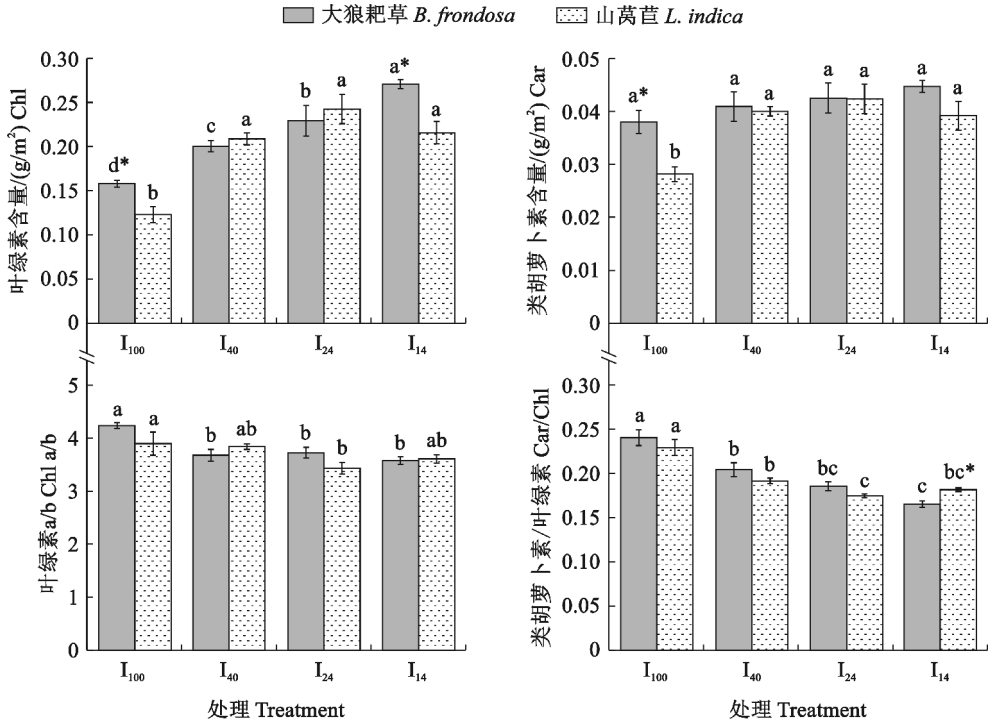 大狼耙草 B. frondosa 山莴苣 L. indica
叶绿素含量/(g/m²) Chl
0.30
0.25
0.20
0.15
0.10
0.05
0
d* b c a b a a* a
I₁₀₀ I₄₀ I₂₄ I₁₄
类胡萝卜素含量/(g/m²) Car
0.05
0.04
0.03
0.02
0.01
0
a* b a a a a a a
I₁₀₀ I₄₀ I₂₄ I₁₄
叶绿素a/b Chl a/b
5
4
3
2
1
0
a a b ab b b b ab
I₁₀₀ I₄₀ I₂₄ I₁₄
处理 Treatment
类胡萝卜素/叶绿素 Car/Chl
0.30
0.25
0.20
0.15
0.10
0.05
0
a a b b bc c c bc*
I₁₀₀ I₄₀ I₂₄ I₁₄
处理 Treatment